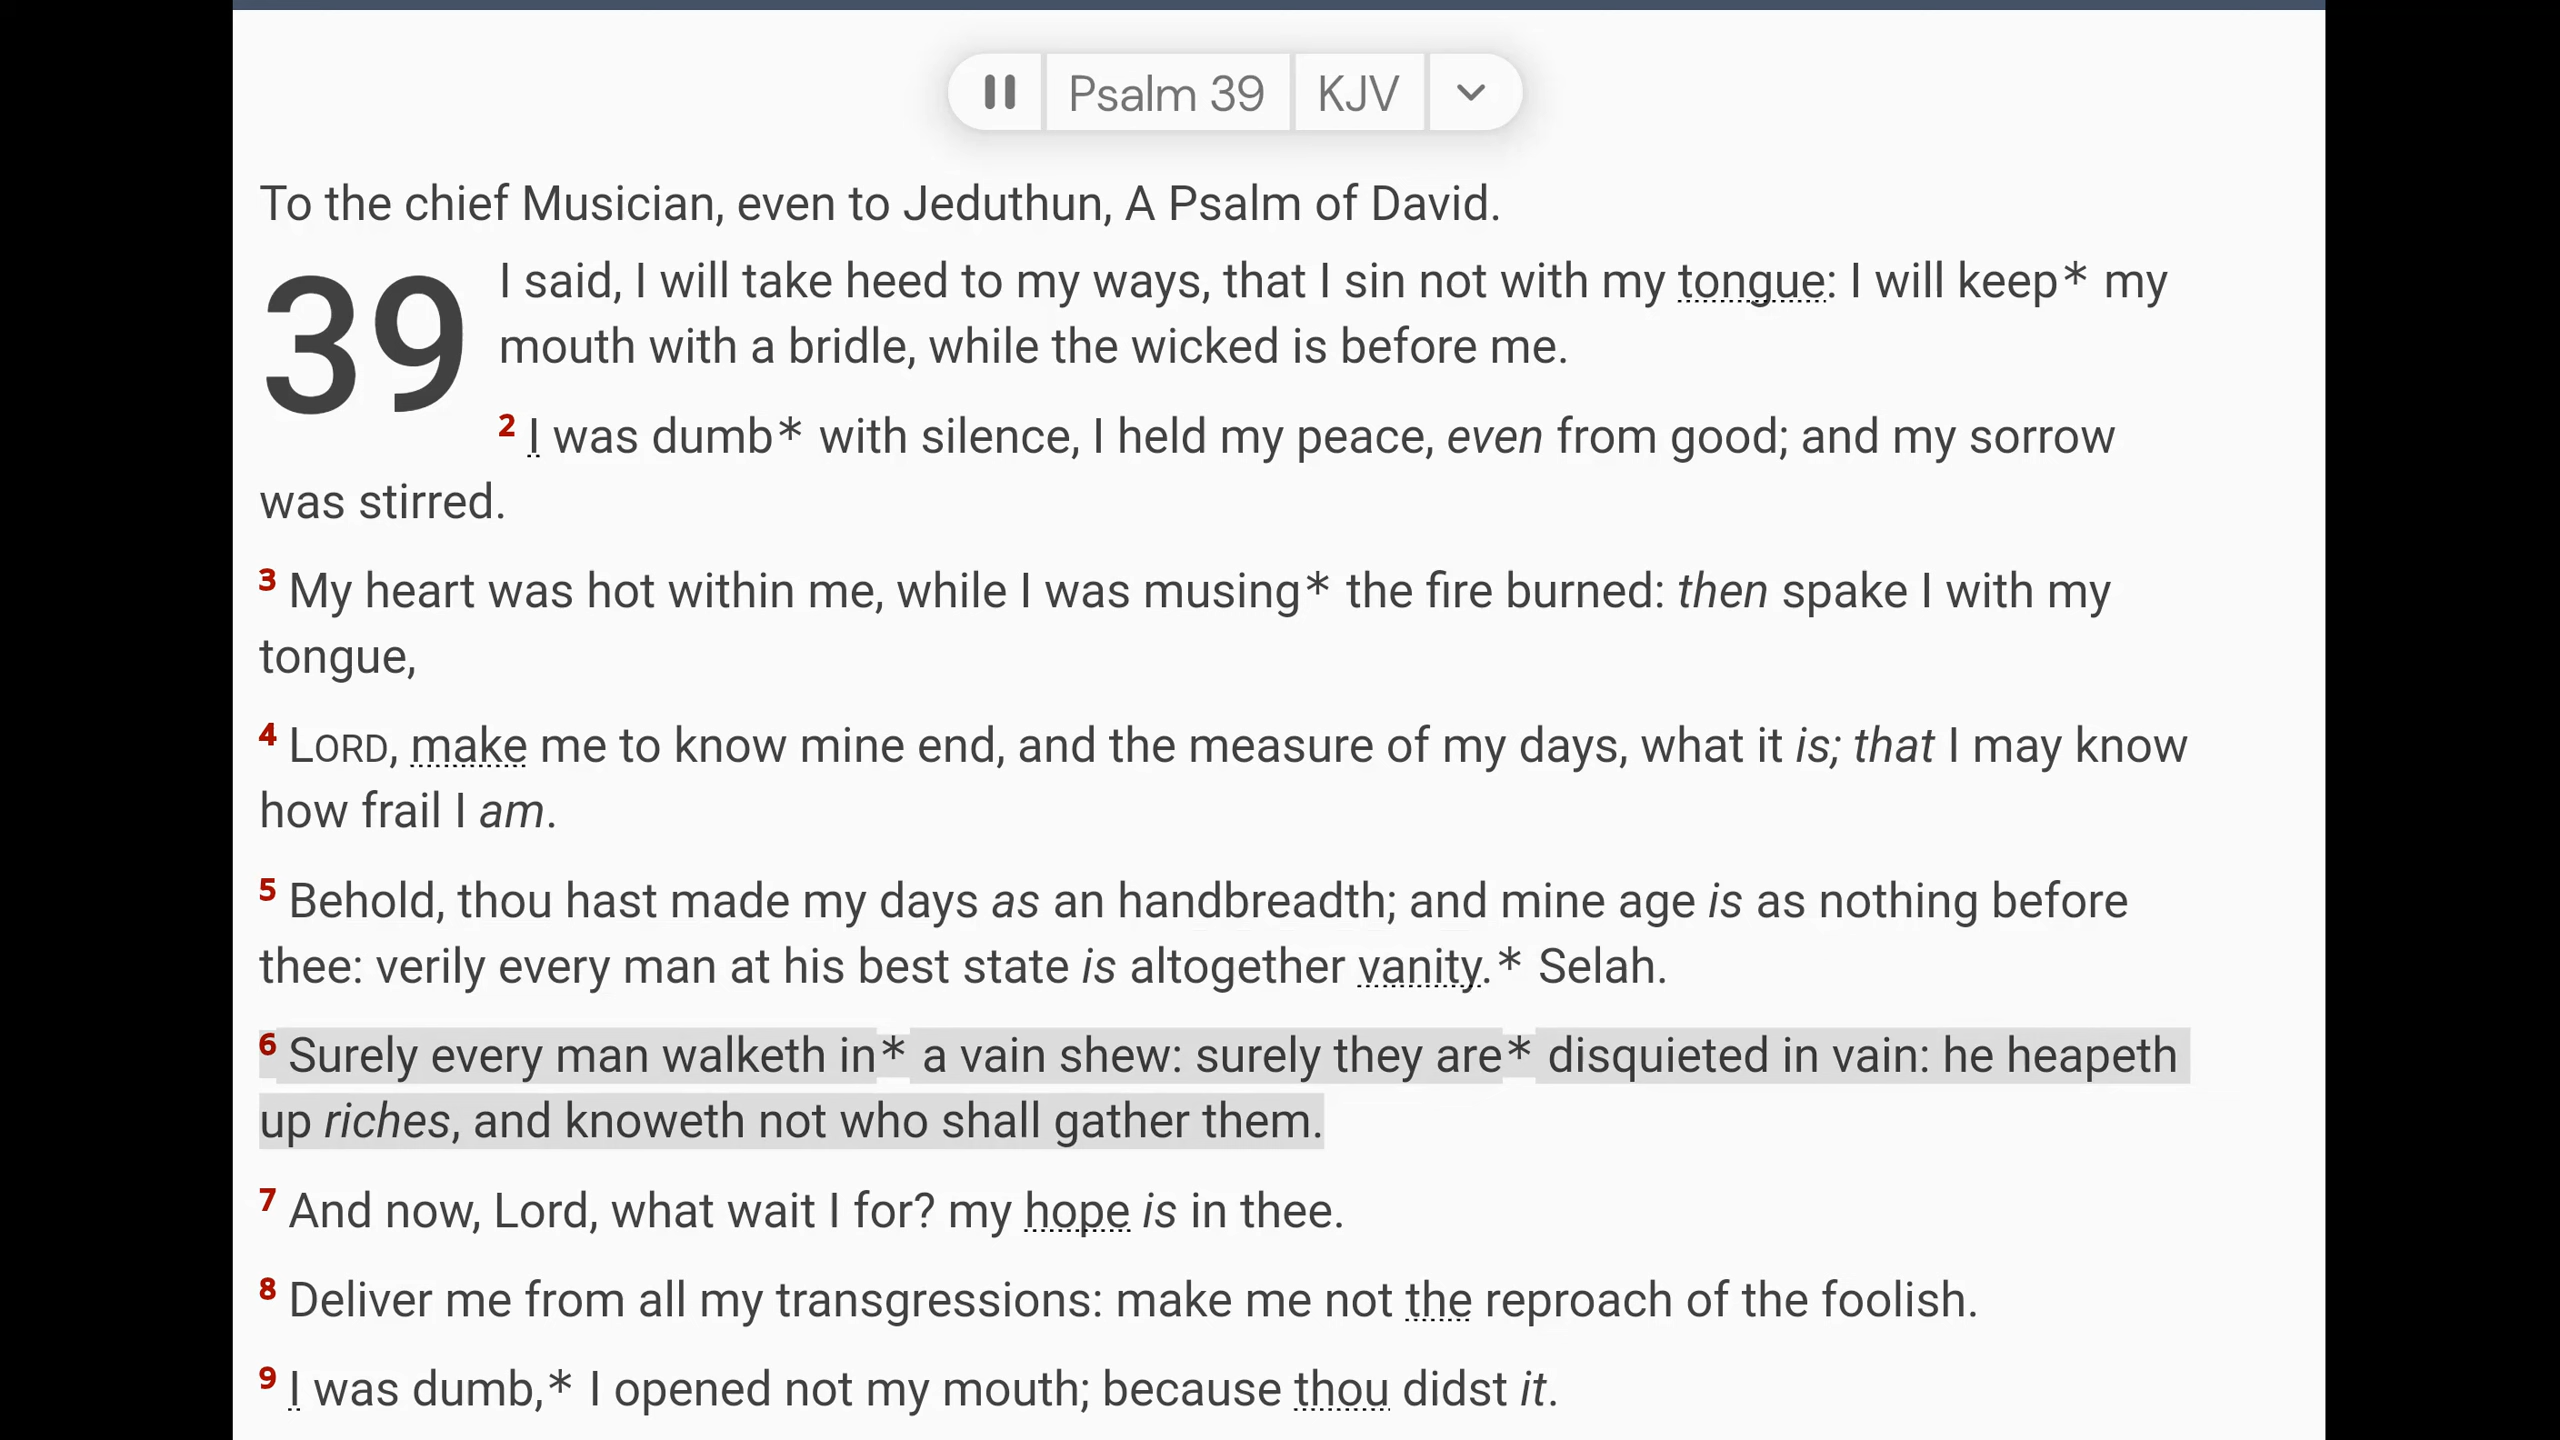 Psalm 39 KJV
To the chief Musician, even to Jeduthun, A Psalm of David.
39 I said, I will take heed to my ways, that I sin not with my tongue: I will keep* my
mouth with a bridle, while the wicked is before me.
2 I was dumb* with silence, I held my peace, even from good; and my sorrow
was stirred.
3 My heart was hot within me, while I was musing* the fire burned: then spake I with my
tongue,
4 LORD, make me to know mine end, and the measure of my days, what it is; that I may know
how frail I am.
5 Behold, thou hast made my days as an handbreadth; and mine age is as nothing before
thee: verily every man at his best state is altogether vanity.* Selah.
6 Surely every man walketh in* a vain shew: surely they are* disquieted in vain: he heapeth
up riches, and knoweth not who shall gather them.
7 And now, Lord, what wait I for? my hope is in thee.
8 Deliver me from all my transgressions: make me not the reproach of the foolish.
9 I was dumb,* I opened not my mouth; because thou didst it.